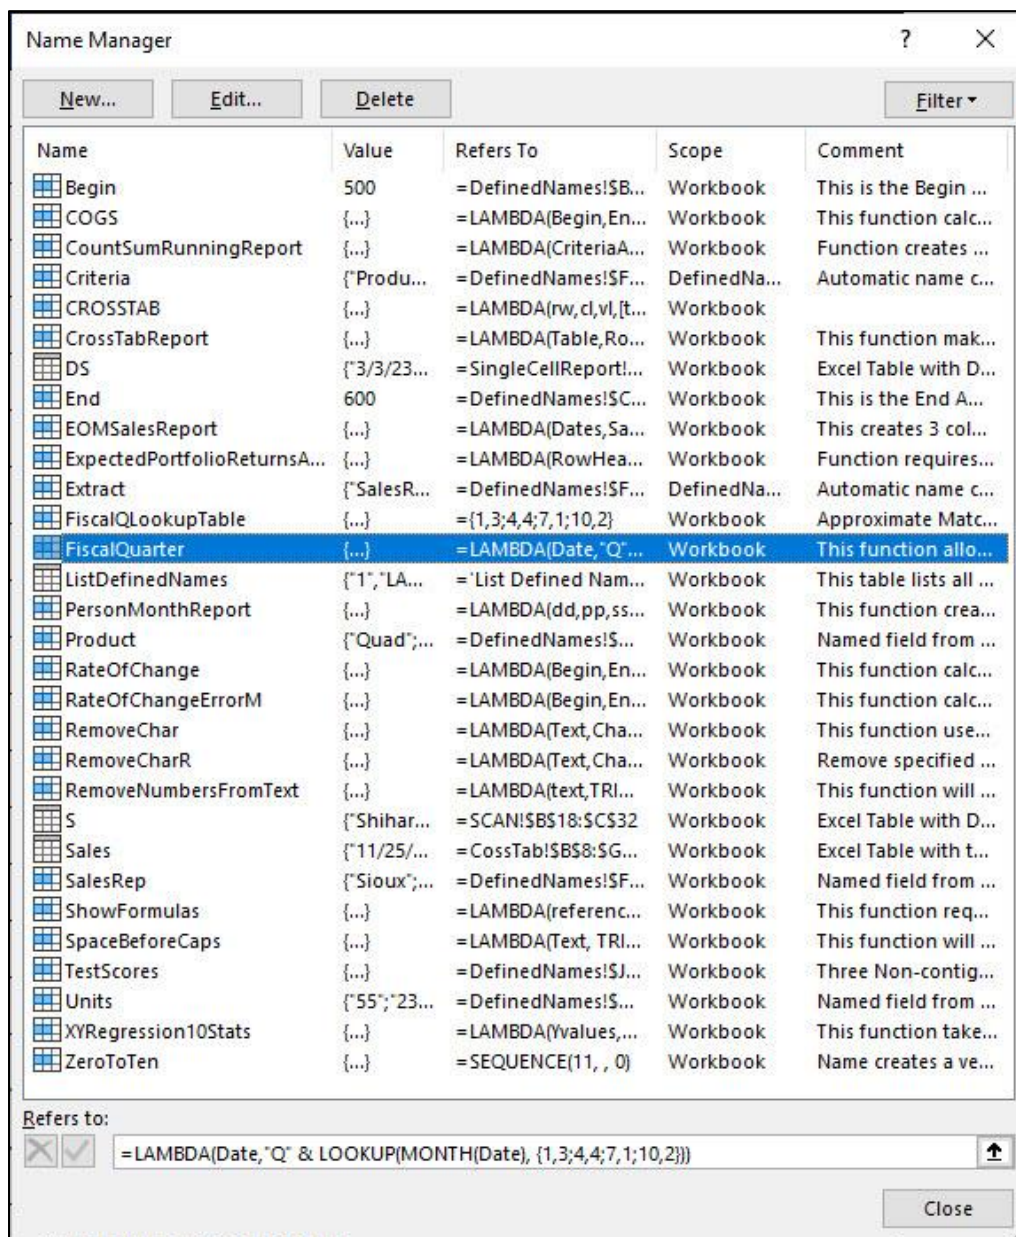 Name Manager ? ×
New... Edit... Delete Filter
Name Value Refers To Scope Comment
Begin 500 =DefinedNames!$B... Workbook This is the Begin ...
COGS {...} =LAMBDA(Begin,En... Workbook This function calc...
CountSumRunningReport {...} =LAMBDA(CriteriaA... Workbook Function creates ...
Criteria {"Produ... =DefinedNames!$F... DefinedNa... Automatic name c...
CROSSTAB {...} =LAMBDA(rw,cl,vl,[t... Workbook
CrossTabReport {...} =LAMBDA(Table,Ro... Workbook This function mak...
DS {"3/3/23... =SingleCellReport!... Workbook Excel Table with D...
End 600 =DefinedNames!$C... Workbook This is the End A...
EOMSalesReport {...} =LAMBDA(Dates,Sa... Workbook This creates 3 col...
ExpectedPortfolioReturnsA... {...} =LAMBDA(RowHea... Workbook Function requires...
Extract {"SalesR... =DefinedNames!$F... DefinedNa... Automatic name c...
FiscalQLookupTable {...} ={1,3;4,4;7,1;10,2} Workbook Approximate Matc...
FiscalQuarter {...} =LAMBDA(Date,"Q"... Workbook This function allo...
ListDefinedNames {"1","LA... ='List Defined Nam... Workbook This table lists all ...
PersonMonthReport {...} =LAMBDA(dd,pp,ss... Workbook This function crea...
Product {"Quad";... =DefinedNames!$... Workbook Named field from ...
RateOfChange {...} =LAMBDA(Begin,En... Workbook This function calc...
RateOfChangeErrorM {...} =LAMBDA(Begin,En... Workbook This function calc...
RemoveChar {...} =LAMBDA(Text,Cha... Workbook This function use...
RemoveCharR {...} =LAMBDA(Text,Cha... Workbook Remove specified ...
RemoveNumbersFromText {...} =LAMBDA(text,TRI... Workbook This function will ...
S {"Shihar... =SCAN!$B$18:$C$32 Workbook Excel Table with D...
Sales {"11/25/... =CossTab!$B$8:$G... Workbook Excel Table with t...
SalesRep {"Sioux";... =DefinedNames!$F... Workbook Named field from ...
ShowFormulas {...} =LAMBDA(referenc... Workbook This function req...
SpaceBeforeCaps {...} =LAMBDA(Text, TRI... Workbook This function will ...
TestScores {...} =DefinedNames!$J... Workbook Three Non-contig...
Units {"55";"23... =DefinedNames!$... Workbook Named field from ...
XYRegression10Stats {...} =LAMBDA(Yvalues,... Workbook This function take...
ZeroToTen {...} =SEQUENCE(11, , 0) Workbook Name creates a ve...
Refers to:
=LAMBDA(Date,"Q" & LOOKUP(MONTH(Date), {1,3;4,4;7,1;10,2}))
Close